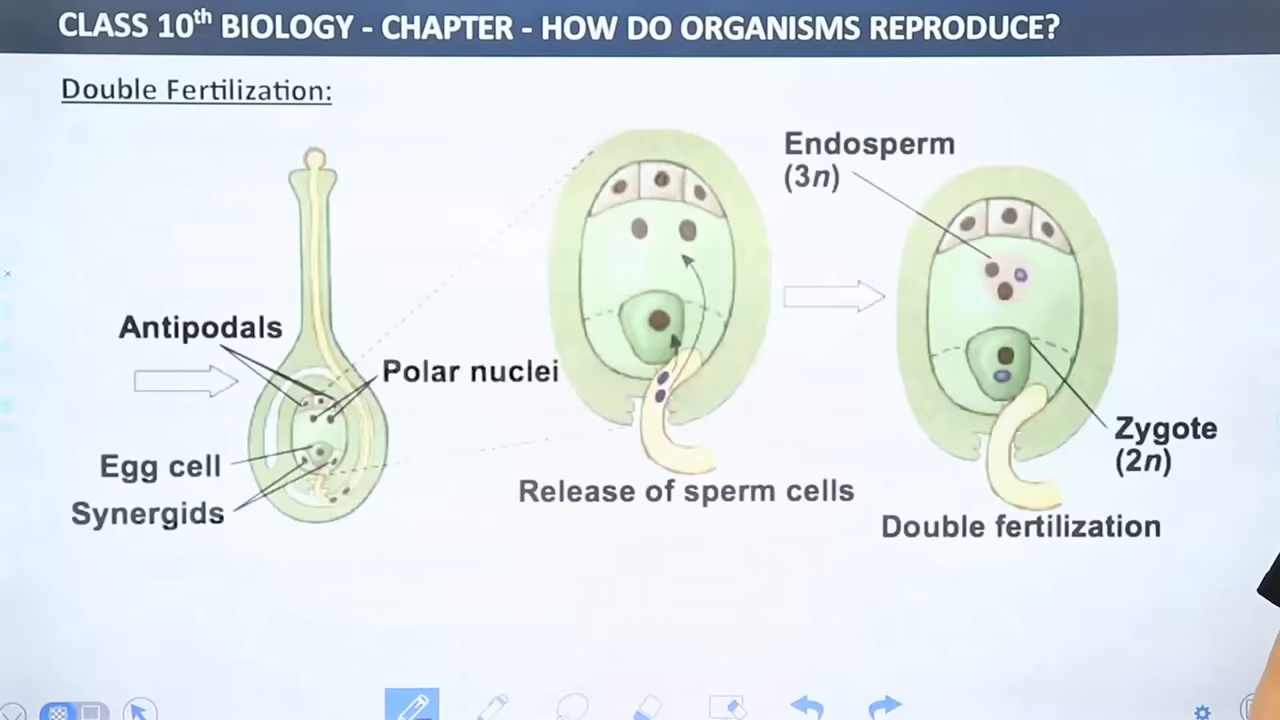 CLASS 10th BIOLOGY - CHAPTER - HOW DO ORGANISMS REPRODUCE?
Double Fertilization:
Endosperm
(3n)
Antipodals
Polar nuclei
Egg cell
Synergids
Release of sperm cells
Zygote
(2n)
Double fertilization